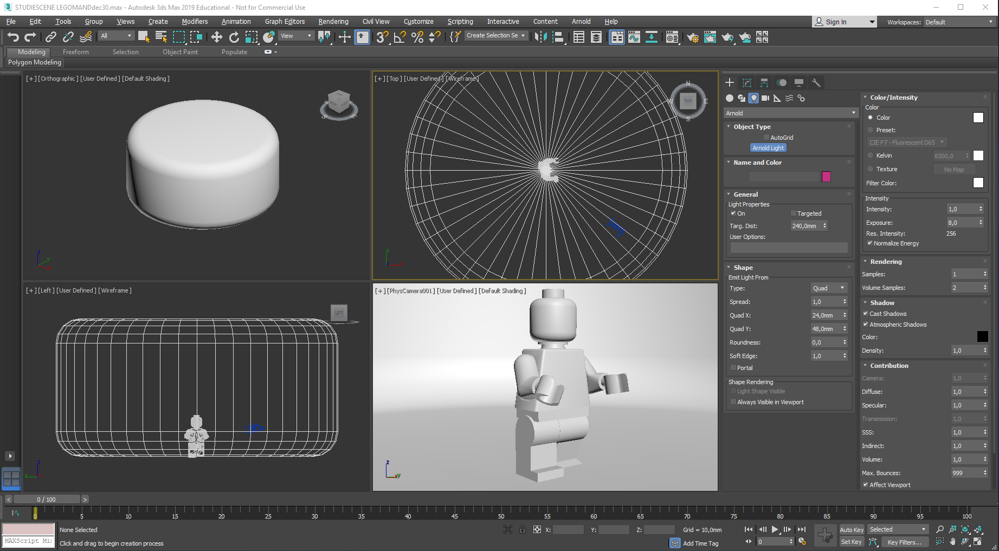 STUDIESCENE LEGOMANDdec30.max - Autodesk 3ds Max 2019 Educational - Not for Commercial Use
File Edit Tools Group Views Create Modifiers Animation Graph Editors Rendering Civil View Customize Scripting Interactive Content Arnold Help
Sign In
Workspaces: Default
All
View
Create Selection Se
Modeling Freeform Selection Object Paint Populate
Polygon Modeling
[+] [Orthographic] [User Defined] [Default Shading]
[+] [Top] [User Defined] [Wireframe]
N
E
S
TOP
[+] [Left] [User Defined] [Wireframe]
LEFT
[+] [PhysCamera001] [User Defined] [Default Shading]
Arnold
Object Type
AutoGrid
Arnold Light
Name and Color
General
Light Properties
On Targeted
Targ. Dist: 240,0mm
User Options:
Shape
Emit Light From
Type: Quad
Spread: 1,0
Quad X: 24,0mm
Quad Y: 48,0mm
Roundness: 0,0
Soft Edge: 1,0
Portal
Shape Rendering
Light Shape Visible
Always Visible in Viewport
Color/Intensity
Color
Color
Preset:
CIE F7 - Fluorescent D65
Kelvin 6500,0
Texture No Map
Filter Color:
Intensity
Intensity: 1,0
Exposure: 8,0
Res. Intensity: 256
Normalize Energy
Rendering
Samples: 1
Volume Samples: 2
Shadow
Cast Shadows
Atmospheric Shadows
Color:
Density: 1,0
Contribution
Camera: 1,0
Diffuse: 1,0
Specular: 1,0
Transmission: 1,0
SSS: 1,0
Indirect: 1,0
Volume: 1,0
Max. Bounces: 999
Affect Viewport
< 0 / 100 >
0 5 10 15 20 25 30 35 40 45 50 55 60 65 70 75 80 85 90 95 100
None Selected
X: Y: Z: Grid = 10,0mm
Auto Key Selected
MAXScript Mi
Click and drag to begin creation process
Add Time Tag
0
Set Key Key Filters...